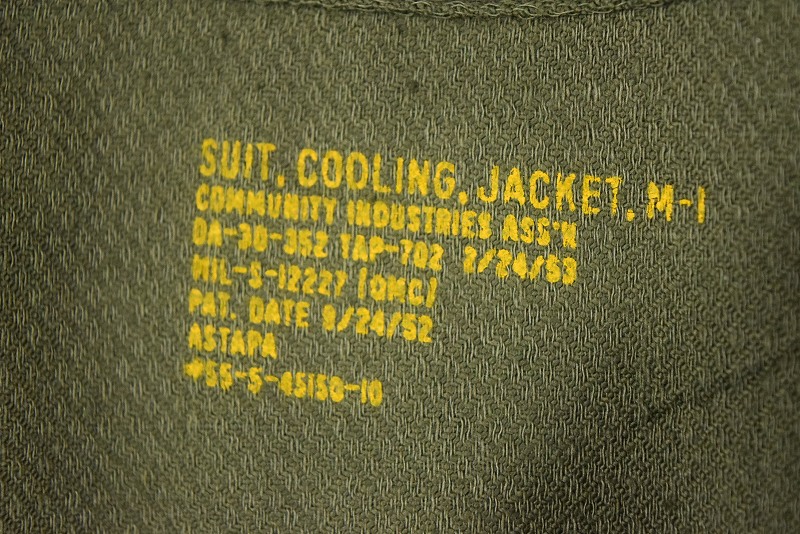 SUIT, COOLING, JACKET, M-1
COMMUNITY INDUSTRIES ASS'N
DA-30-352 TAP-702 2/24/53
MIL-S-12227 (QMC)
PAT. DATE 9/24/52
ASTAPA
#55-S-45158-10